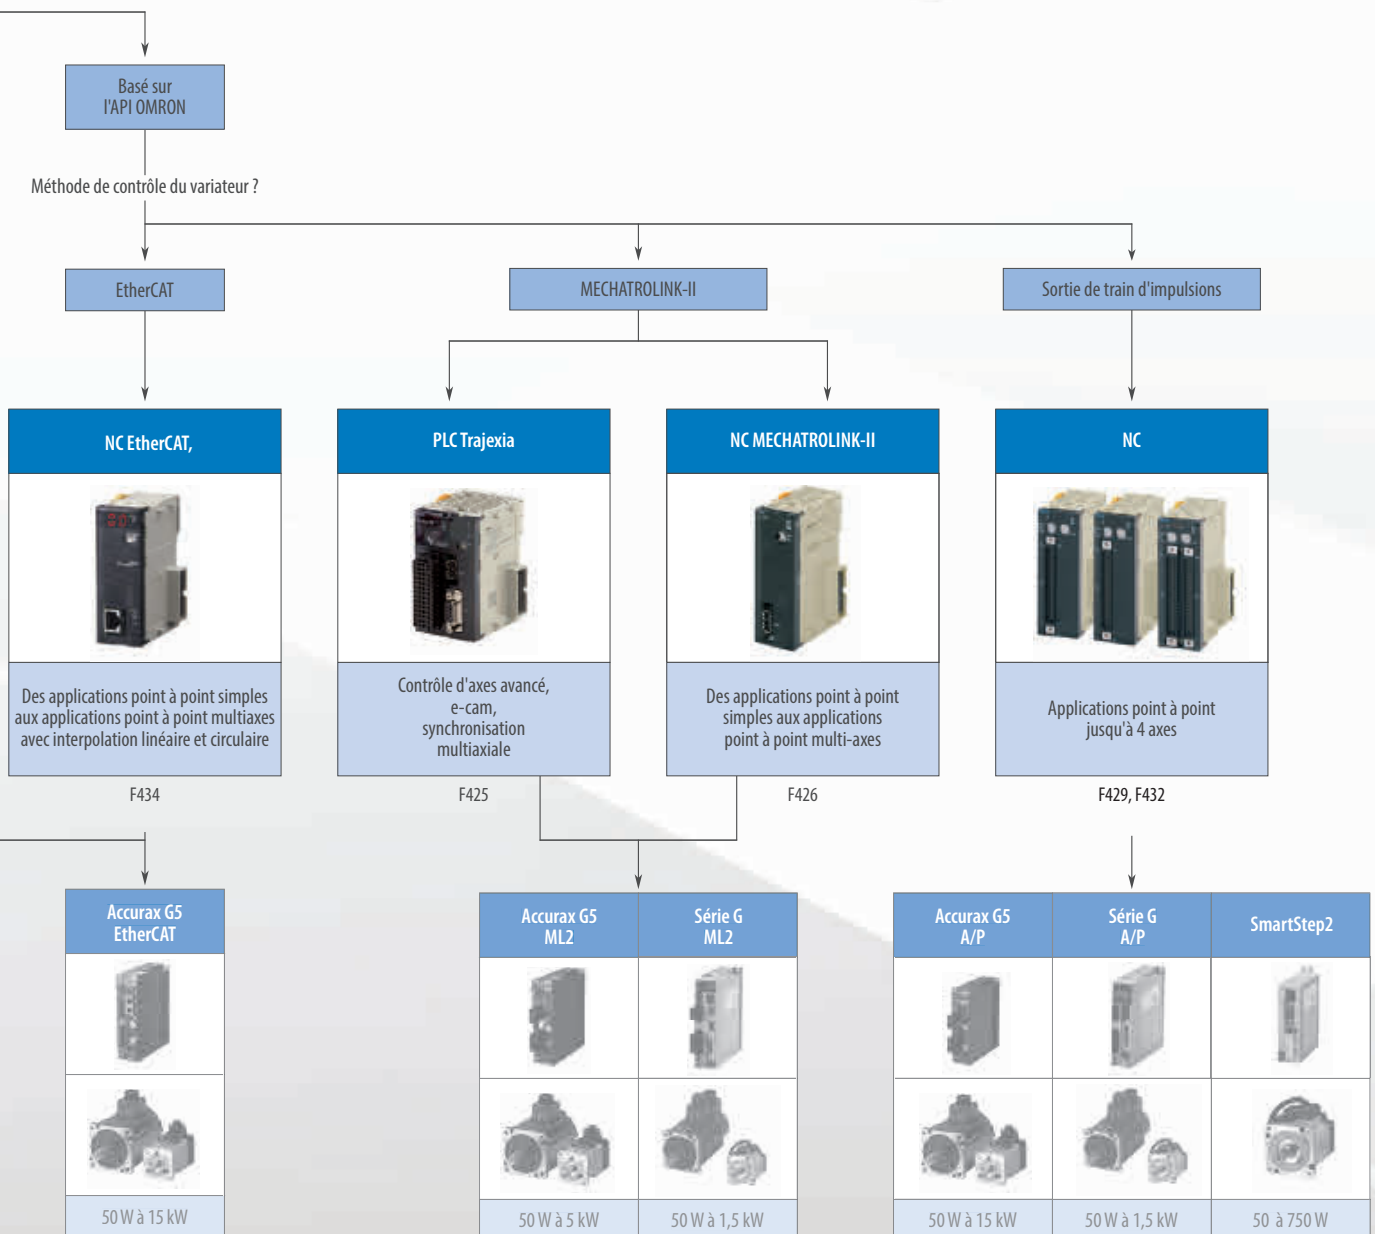 Basé sur
l'API OMRON
Méthode de contrôle du variateur ?
EtherCAT
MECHATROLINK-II
Sortie de train d'impulsions
NC EtherCAT,
PLC Trajexia
NC MECHATROLINK-II
NC
Des applications point à point simples
aux applications point à point multiaxes
avec interpolation linéaire et circulaire
Contrôle d'axes avancé,
e-cam,
synchronisation
multiaxiale
Des applications point à point
simples aux applications
point à point multi-axes
Applications point à point
jusqu'à 4 axes
F434
F425
F426
F429, F432
Accurax G5
EtherCAT
Accurax G5
ML2
Série G
ML2
Accurax G5
A/P
Série G
A/P
SmartStep2
50 W à 15 kW
50 W à 5 kW
50 W à 1,5 kW
50 W à 15 kW
50 W à 1,5 kW
50 à 750 W